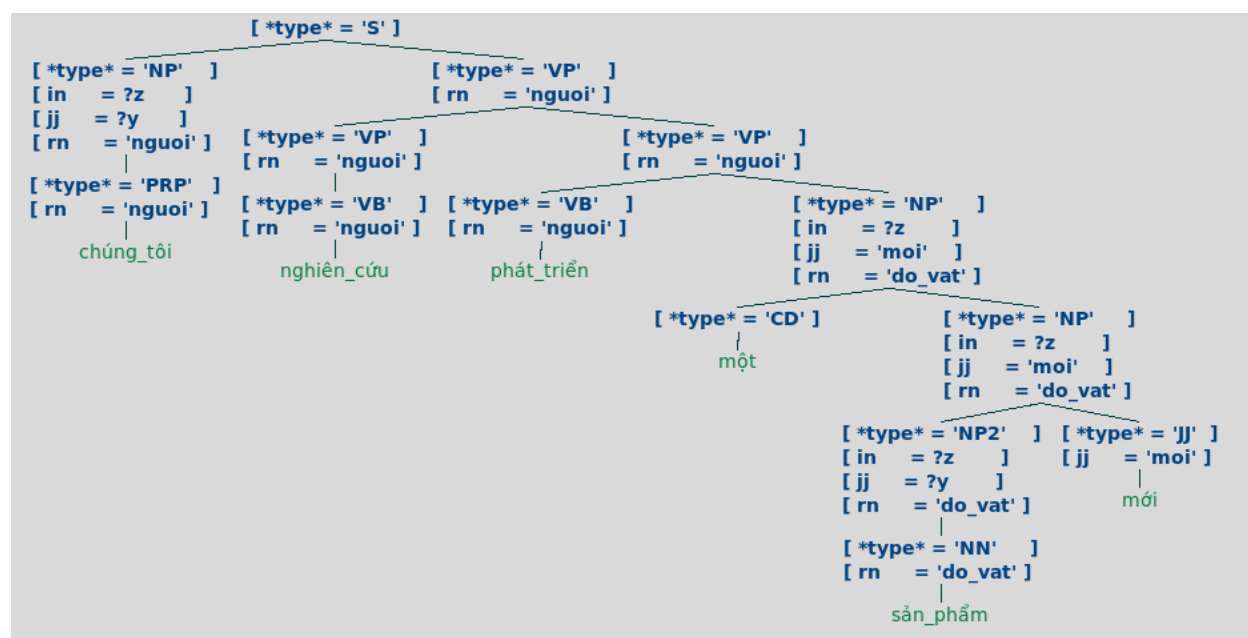 [ *type* = 'S' ]
[ *type* = 'NP' ] [ *type* = 'VP' ]
[ in = ?z ] [ rn = 'nguoi' ]
[ jj = ?y ]
[ rn = 'nguoi' ] [ *type* = 'VP' ] [ *type* = 'VP' ]
[ rn = 'nguoi' ] [ rn = 'nguoi' ]
[ *type* = 'PRP' ]
[ rn = 'nguoi' ] [ *type* = 'VB' ] [ *type* = 'VB' ] [ *type* = 'NP' ]
[ rn = 'nguoi' ] [ rn = 'nguoi' ] [ in = ?z ]
chúng_tôi [ jj = 'moi' ]
nghiên_cứu phát_triển [ rn = 'do_vat' ]
[ *type* = 'CD' ] [ *type* = 'NP' ]
[ in = ?z ]
một [ jj = 'moi' ]
[ rn = 'do_vat' ]
[ *type* = 'NP2' ] [ *type* = 'JJ' ]
[ in = ?z ] [ jj = 'moi' ]
[ jj = ?y ]
[ rn = 'do_vat' ] mới
[ *type* = 'NN' ]
[ rn = 'do_vat' ]
sản_phẩm